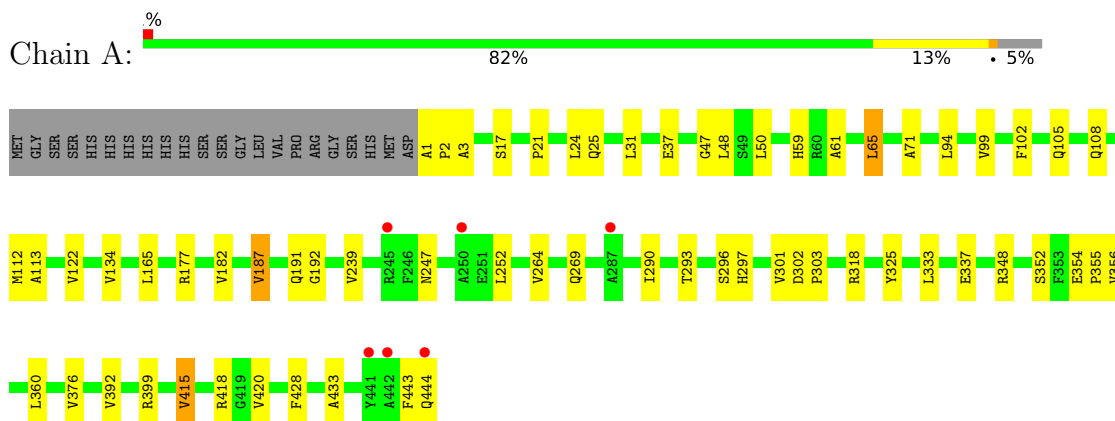 .%
Chain A:
82% 13% • 5%
MET GLY SER SER HIS HIS HIS HIS HIS HIS SER SER GLY LEU VAL PRO ARG GLY SER HIS MET ASP A1 P2 A3 S17 P21 L24 Q25 L31 E37 G47 L48 S49 L50 H59 R60 A61 L65 A71 L94 V99 F102 Q105 Q108
M112 A113 V122 V134 L165 R177 V182 V187 Q191 G192 V239 R245 F246 N247 A250 E251 L252 V264 Q269 A287 I290 T293 S296 H297 V301 D302 P303 R318 Y325 L333 E337 R348 S352 F353 E354 P355 V356
L360 V376 V392 R399 V415 R418 G419 V420 F428 A433 Y441 A442 F443 Q444